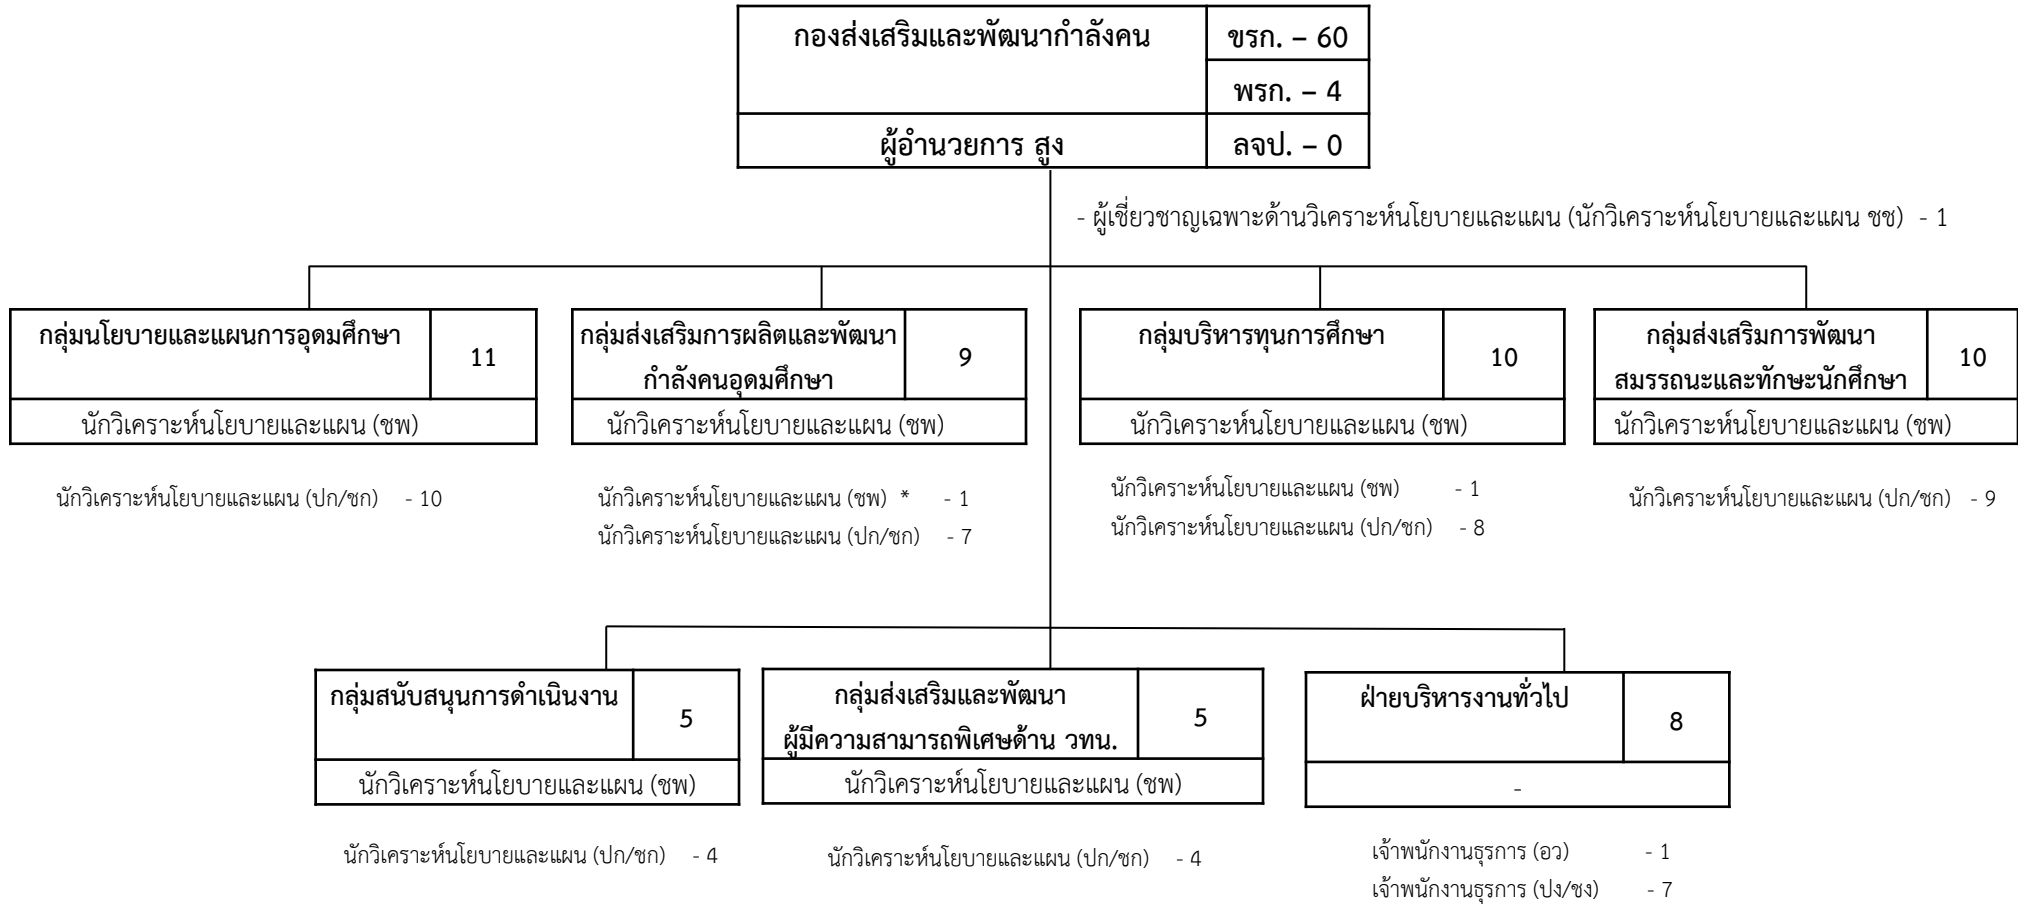 กองส่งเสริมและพัฒนากำลังคน
ขรก. – 60
พรก. – 4
ผู้อำนวยการ สูง
ลจป. – 0
- ผู้เชี่ยวชาญเฉพาะด้านวิเคราะห์นโยบายและแผน (นักวิเคราะห์นโยบายและแผน ชช) - 1
กลุ่มนโยบายและแผนการอุดมศึกษา
11
นักวิเคราะห์นโยบายและแผน (ชพ)
นักวิเคราะห์นโยบายและแผน (ปก/ชก) - 10
กลุ่มส่งเสริมการผลิตและพัฒนา
กำลังคนอุดมศึกษา
9
นักวิเคราะห์นโยบายและแผน (ชพ)
นักวิเคราะห์นโยบายและแผน (ชพ) * - 1
นักวิเคราะห์นโยบายและแผน (ปก/ชก) - 7
กลุ่มบริหารทุนการศึกษา
10
นักวิเคราะห์นโยบายและแผน (ชพ)
นักวิเคราะห์นโยบายและแผน (ชพ) - 1
นักวิเคราะห์นโยบายและแผน (ปก/ชก) - 8
กลุ่มส่งเสริมการพัฒนา
สมรรถนะและทักษะนักศึกษา
10
นักวิเคราะห์นโยบายและแผน (ชพ)
นักวิเคราะห์นโยบายและแผน (ปก/ชก) - 9
กลุ่มสนับสนุนการดำเนินงาน
5
นักวิเคราะห์นโยบายและแผน (ชพ)
นักวิเคราะห์นโยบายและแผน (ปก/ชก) - 4
กลุ่มส่งเสริมและพัฒนา
ผู้มีความสามารถพิเศษด้าน วทน.
5
นักวิเคราะห์นโยบายและแผน (ชพ)
นักวิเคราะห์นโยบายและแผน (ปก/ชก) - 4
ฝ่ายบริหารงานทั่วไป
8
-
เจ้าพนักงานธุรการ (อว) - 1
เจ้าพนักงานธุรการ (ปง/ชง) - 7